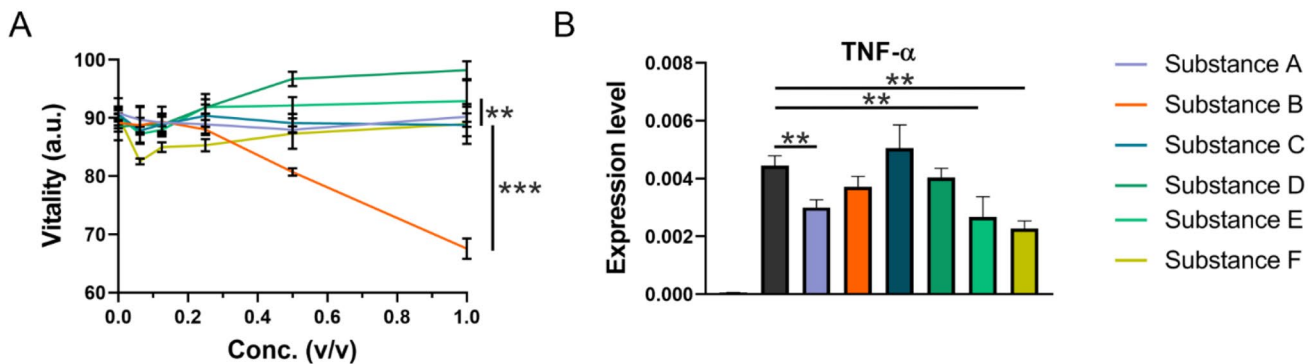 A
Vitality (a.u.)
100
90
80
70
60
**
***
0.0
0.2
0.4
0.6
0.8
1.0
Conc. (v/v)
B
TNF-α
Expression level
0.008
0.006
0.004
0.002
0.000
**
**
**
Substance A
Substance B
Substance C
Substance D
Substance E
Substance F